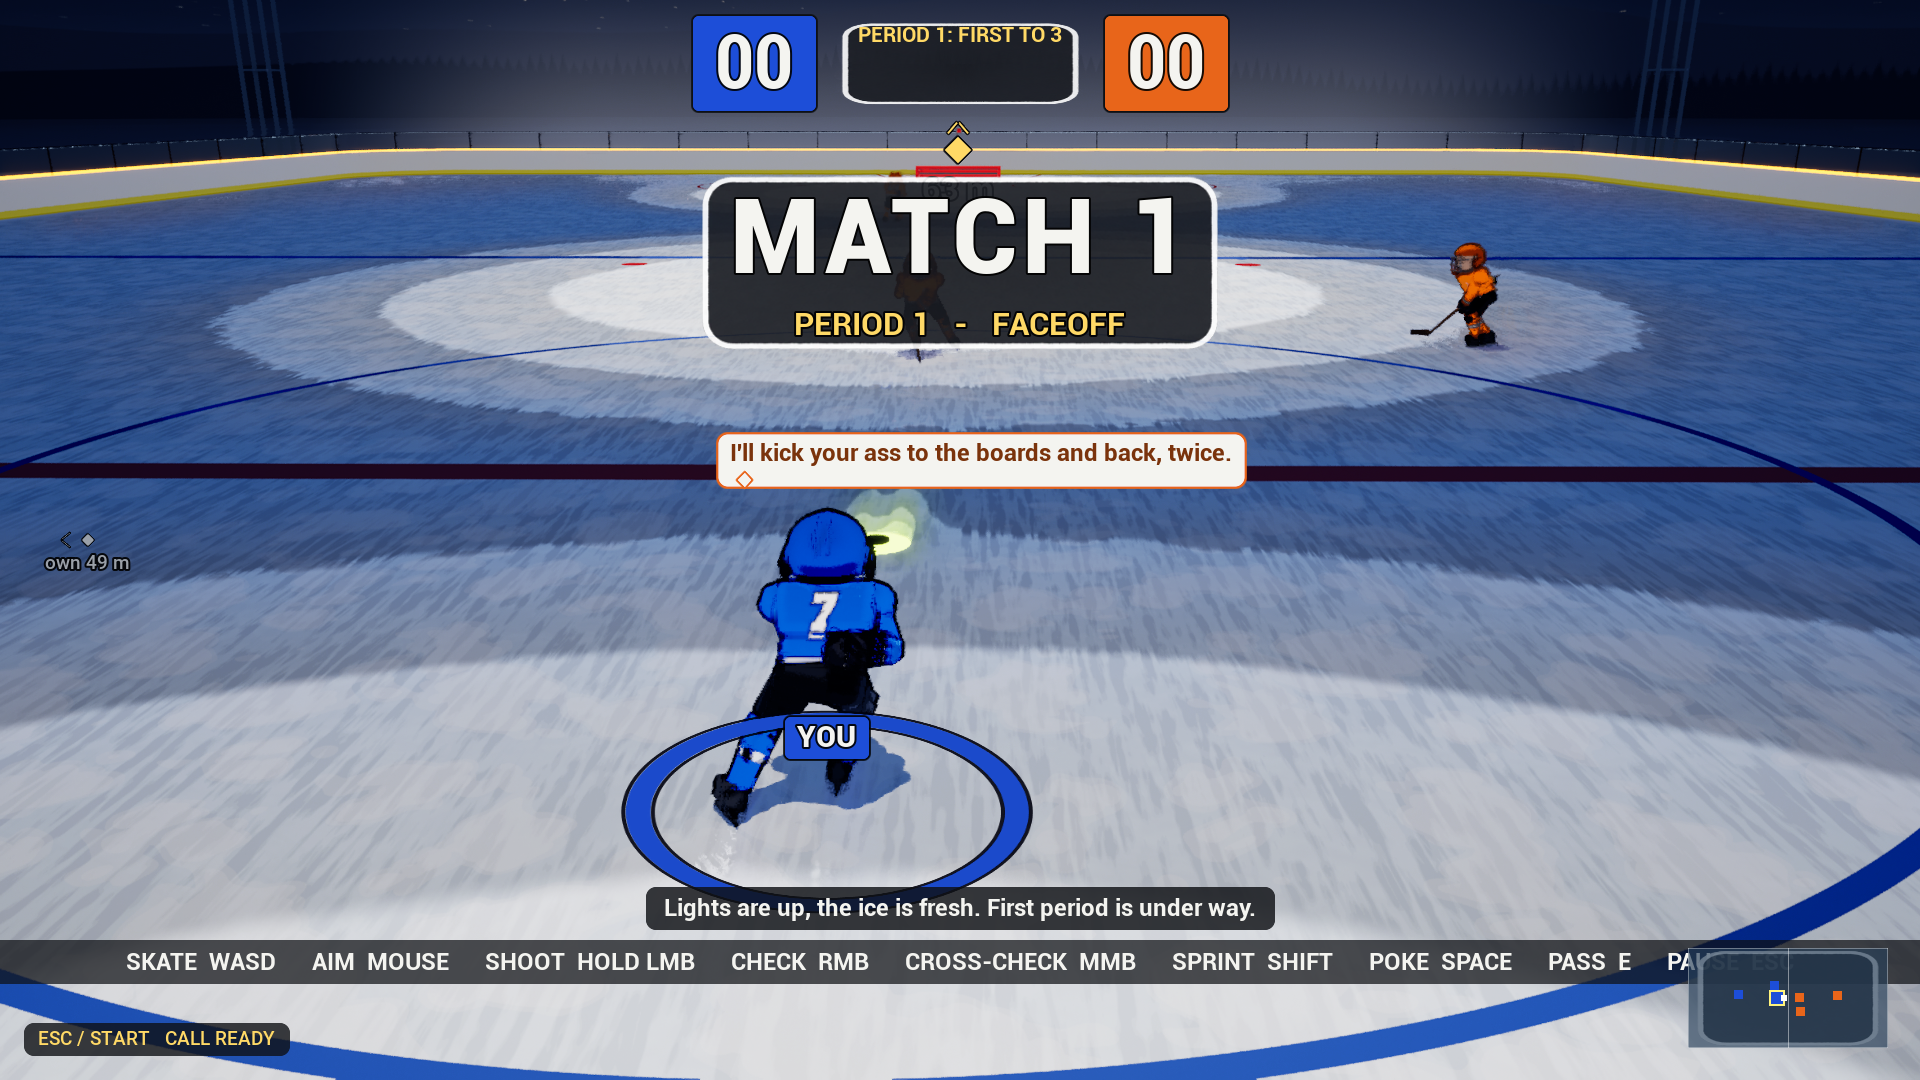 00
PERIOD 1: FIRST TO 3
00
63 m
MATCH 1
PERIOD 1 - FACEOFF
I'll kick your ass to the boards and back, twice.
own 49 m
7
YOU
Lights are up, the ice is fresh. First period is under way.
SKATE WASD AIM MOUSE SHOOT HOLD LMB CHECK RMB CROSS-CHECK MMB SPRINT SHIFT POKE SPACE PASS E PAUSE ESC
ESC / START CALL READY